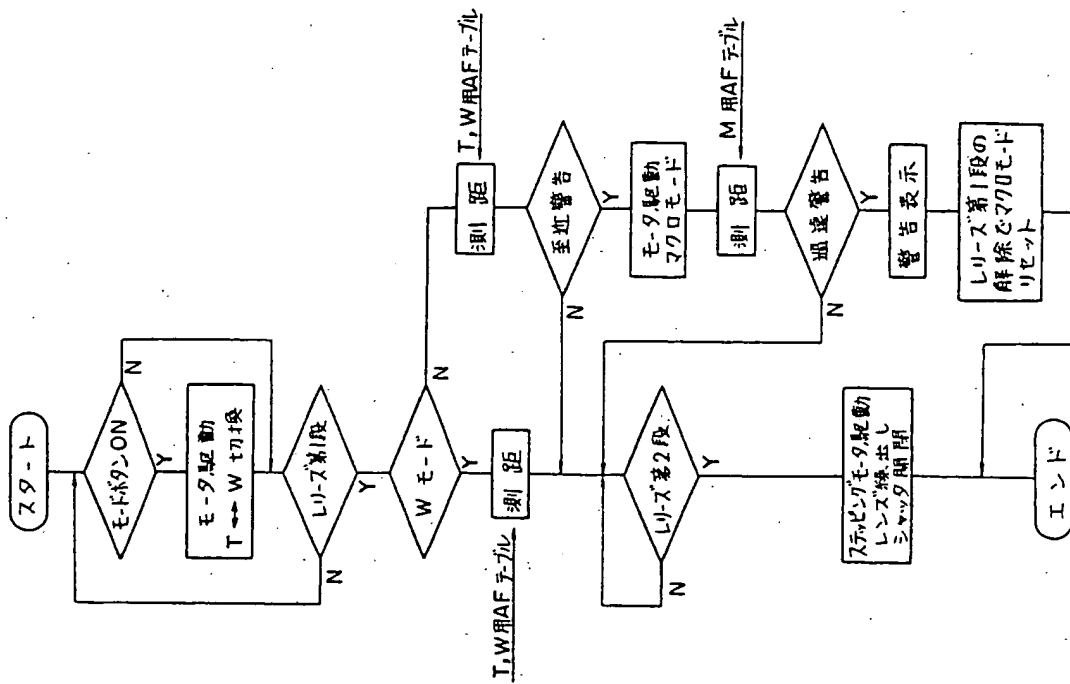 スタート
モードボタンON
N
Y
モータ駆動
T ↔ W 切換
レリーズ第1段
N
Y
W モード
N
Y
測 距
T,W用AFテーブル
測 距
T,W用AFテーブル
至近警告
N
Y
モータ駆動
マクロモード
測 距
M用AFテーブル
過遠警告
N
Y
警告表示
レリーズ第1段の
解除でマクロモード
リセット
レリーズ第2段
N
Y
ステッピングモータ駆動
レンズ繰出し
シャッタ開閉
エンド